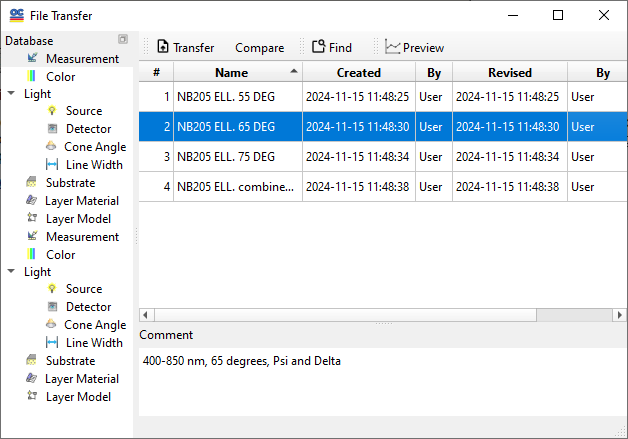 OC File Transfer
Database
Measurement
Color
Light
Source
Detector
Cone Angle
Line Width
Substrate
Layer Material
Layer Model
Measurement
Color
Light
Source
Detector
Cone Angle
Line Width
Substrate
Layer Material
Layer Model
Transfer Compare Find Preview
# Name Created By Revised By
1 NB205 ELL. 55 DEG 2024-11-15 11:48:25 User 2024-11-15 11:48:25 User
2 NB205 ELL. 65 DEG 2024-11-15 11:48:30 User 2024-11-15 11:48:30 User
3 NB205 ELL. 75 DEG 2024-11-15 11:48:34 User 2024-11-15 11:48:34 User
4 NB205 ELL. combine... 2024-11-15 11:48:38 User 2024-11-15 11:48:38 User
Comment
400-850 nm, 65 degrees, Psi and Delta